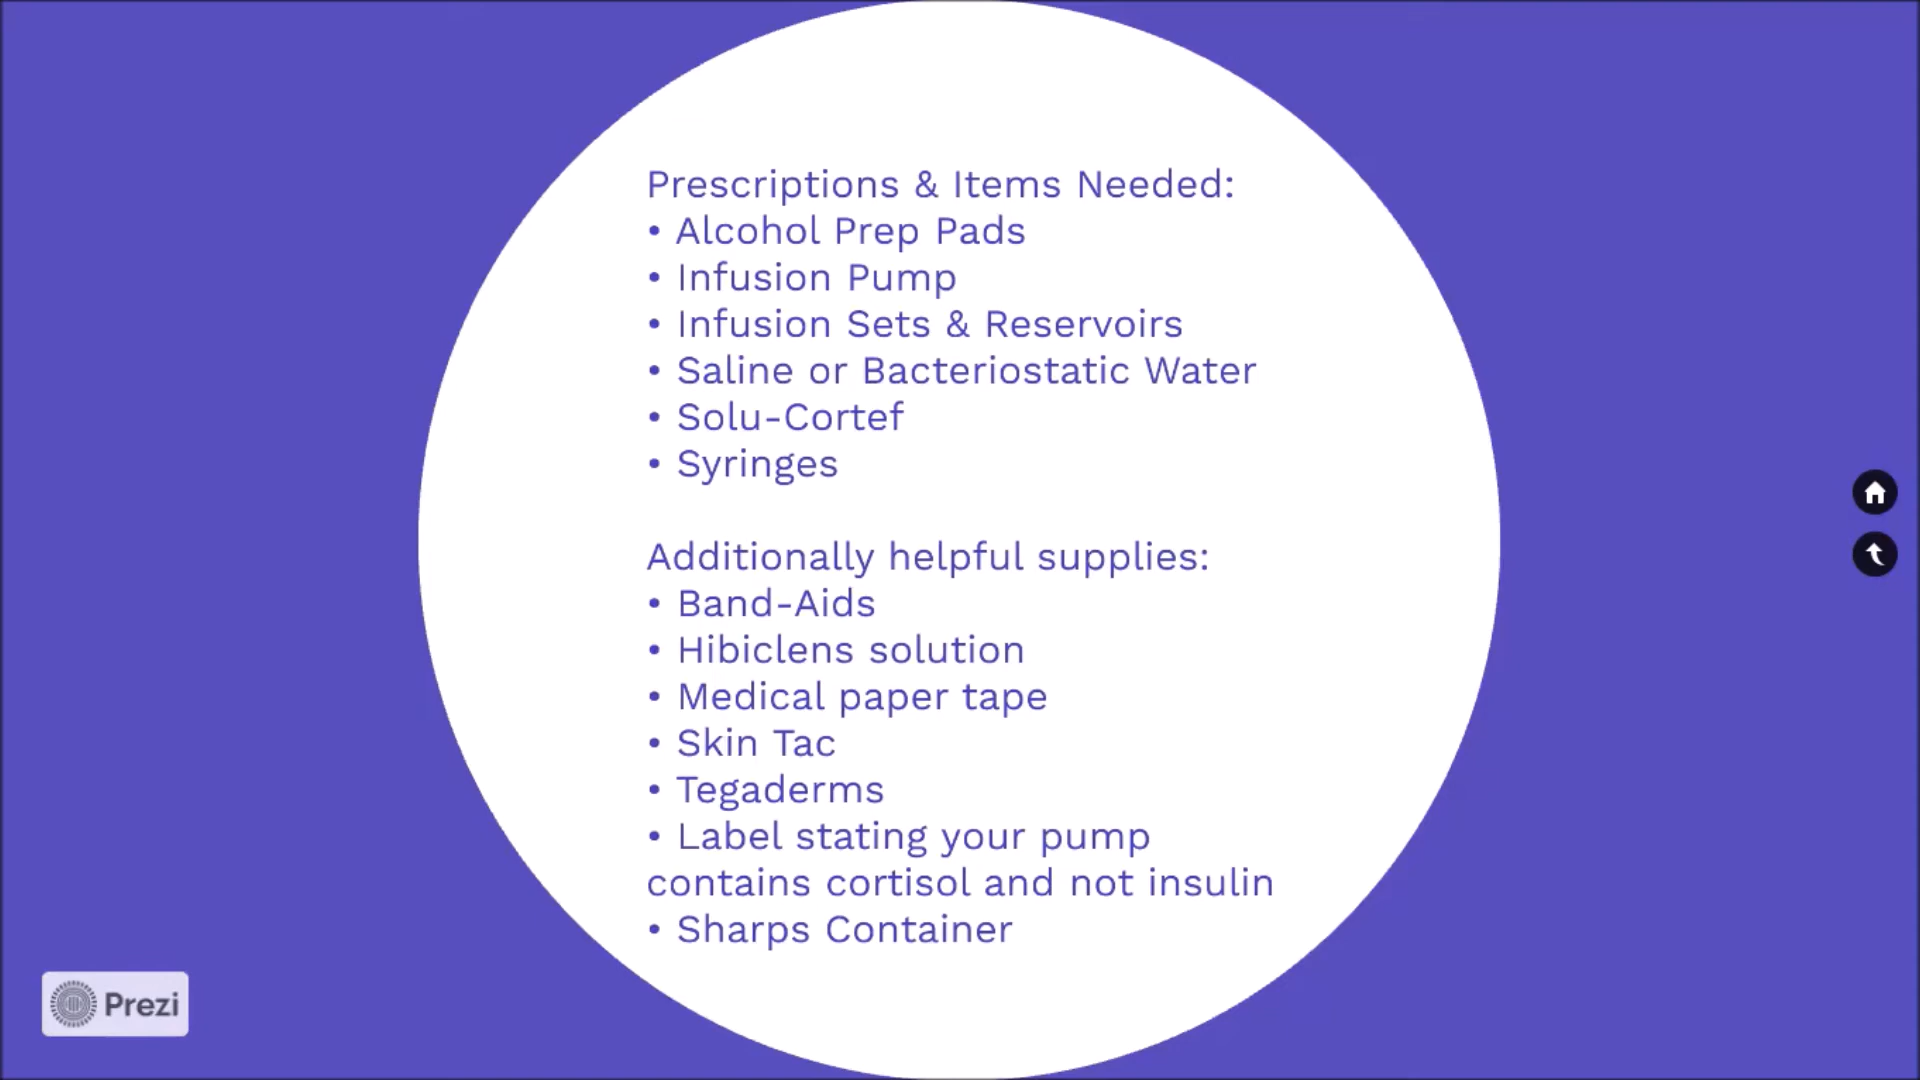 Prescriptions & Items Needed:
• Alcohol Prep Pads
• Infusion Pump
• Infusion Sets & Reservoirs
• Saline or Bacteriostatic Water
• Solu-Cortef
• Syringes
Additionally helpful supplies:
• Band-Aids
• Hibiclens solution
• Medical paper tape
• Skin Tac
• Tegaderms
• Label stating your pump
contains cortisol and not insulin
• Sharps Container
Prezi